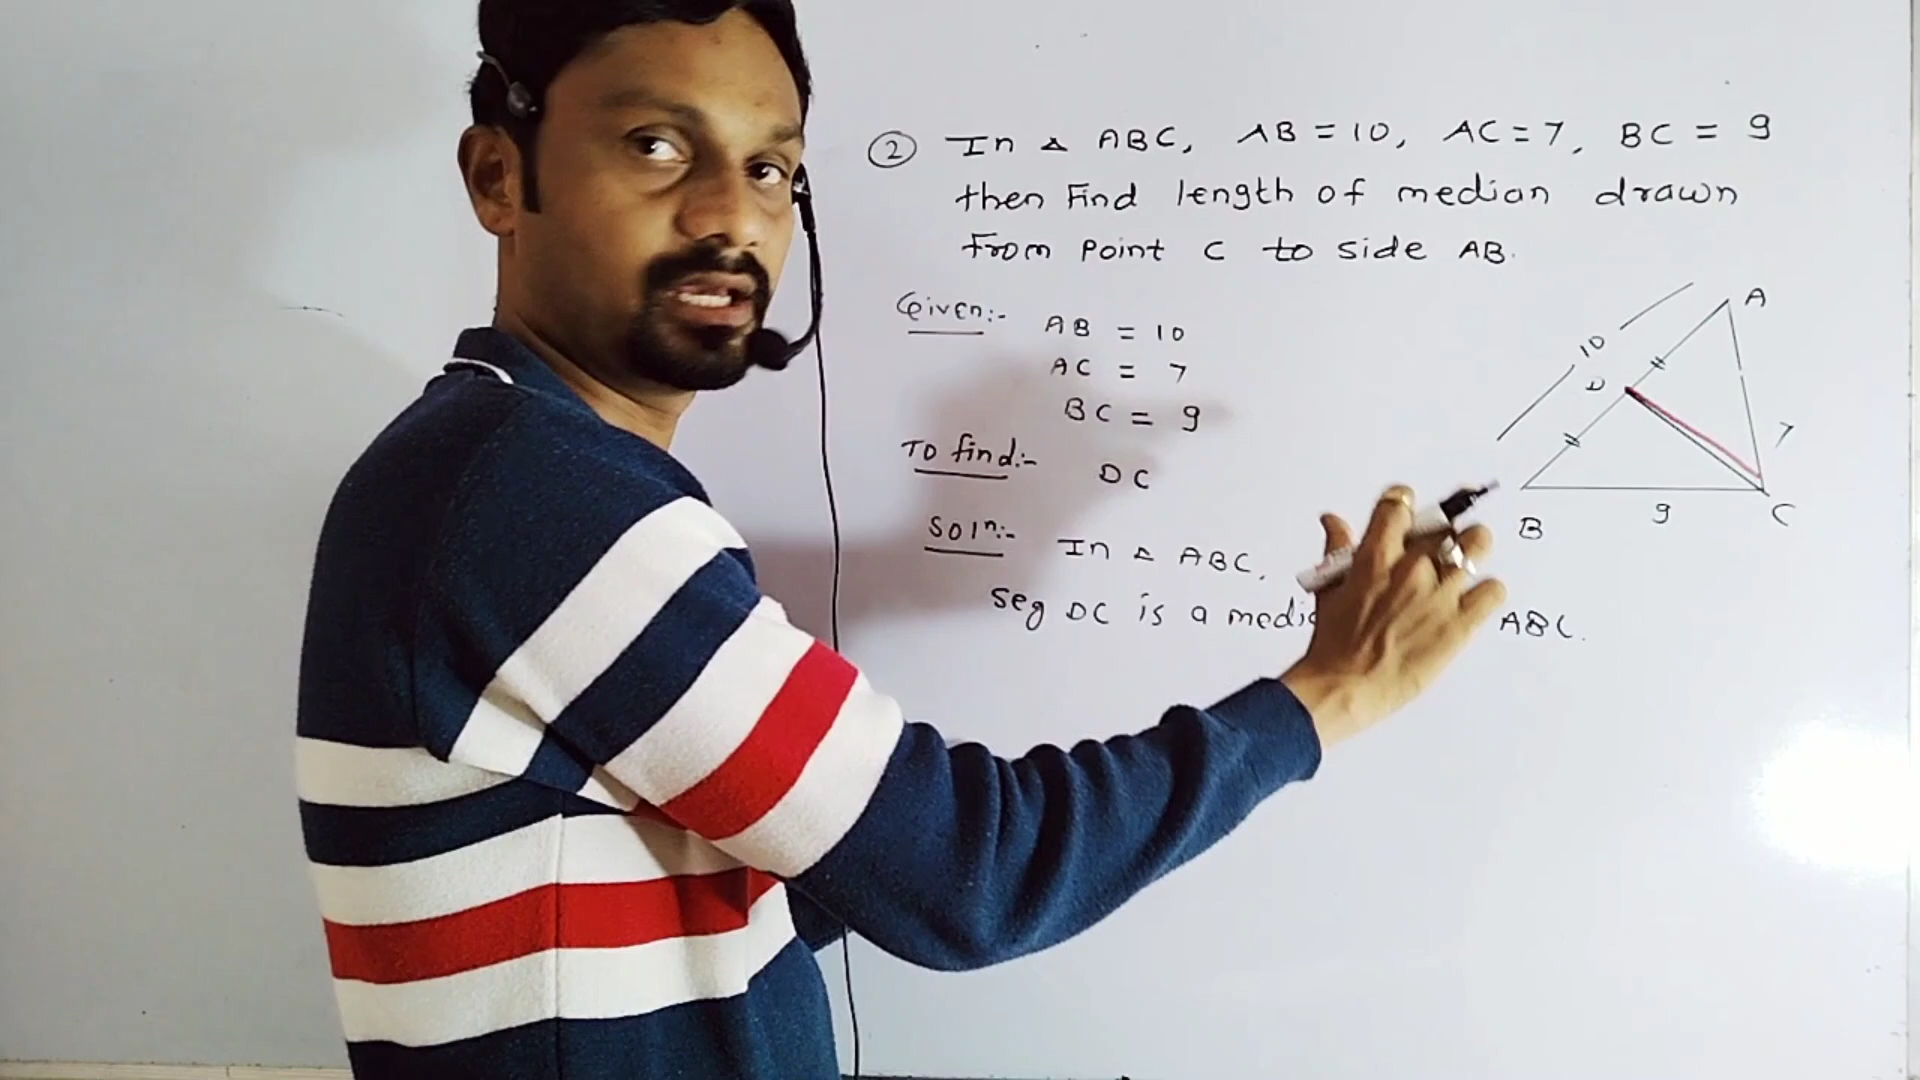 ② In △ ABC, AB = 10, AC = 7, BC = 9
then Find length of median drawn
from point C to side AB.
Given:- AB = 10
AC = 7
BC = 9
To find:- DC
Solⁿ:- In △ ABC,
seg DC is a ABC.
A
10
D
7
B
9
C